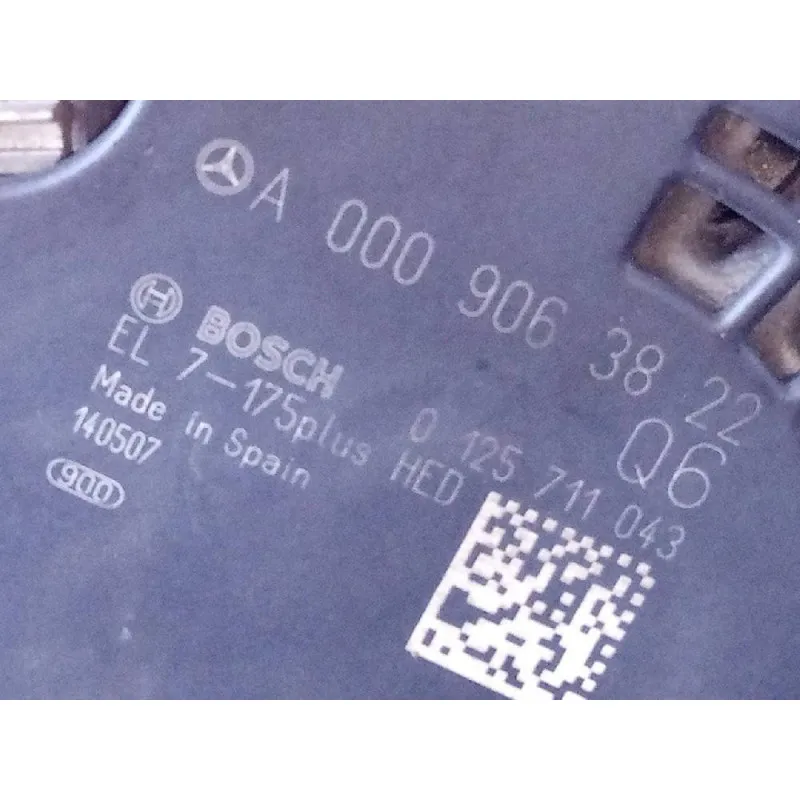 A 000 906 38 22
Q6
BOSCH 0 125 711 043
EL 7-175plus HED
Made in Spain
140507
900